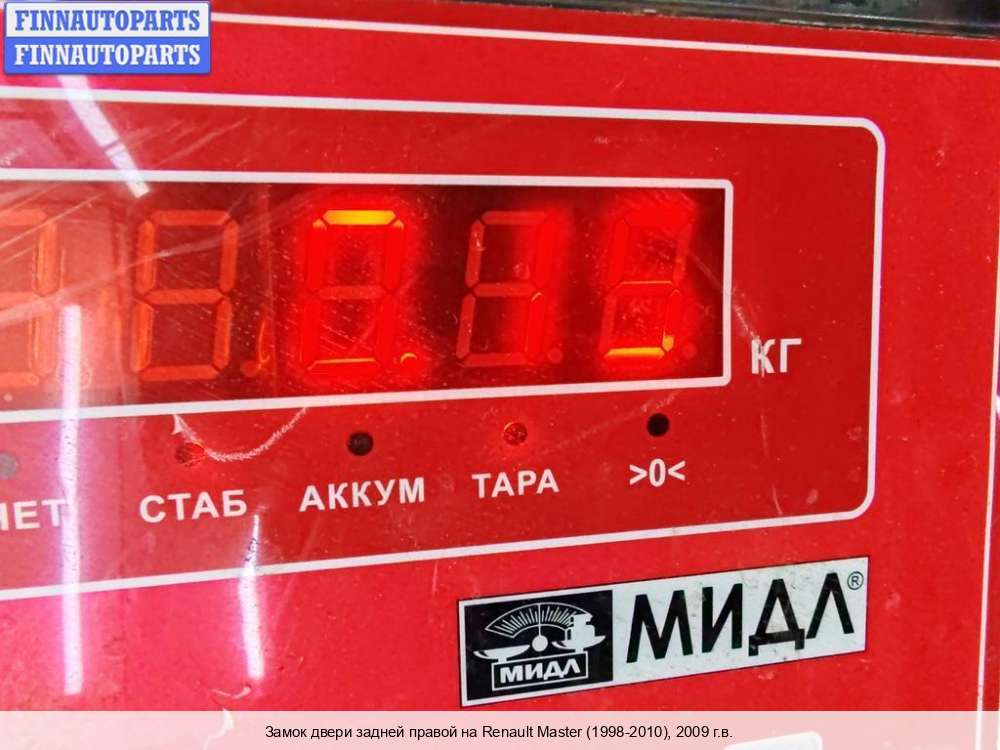 FINNAUTOPARTS
FINNAUTOPARTS
КГ
СТАБ АККУМ ТАРА >0<
МИДЛ
МИДЛ®
Замок двери задней правой на Renault Master (1998-2010), 2009 г.в.